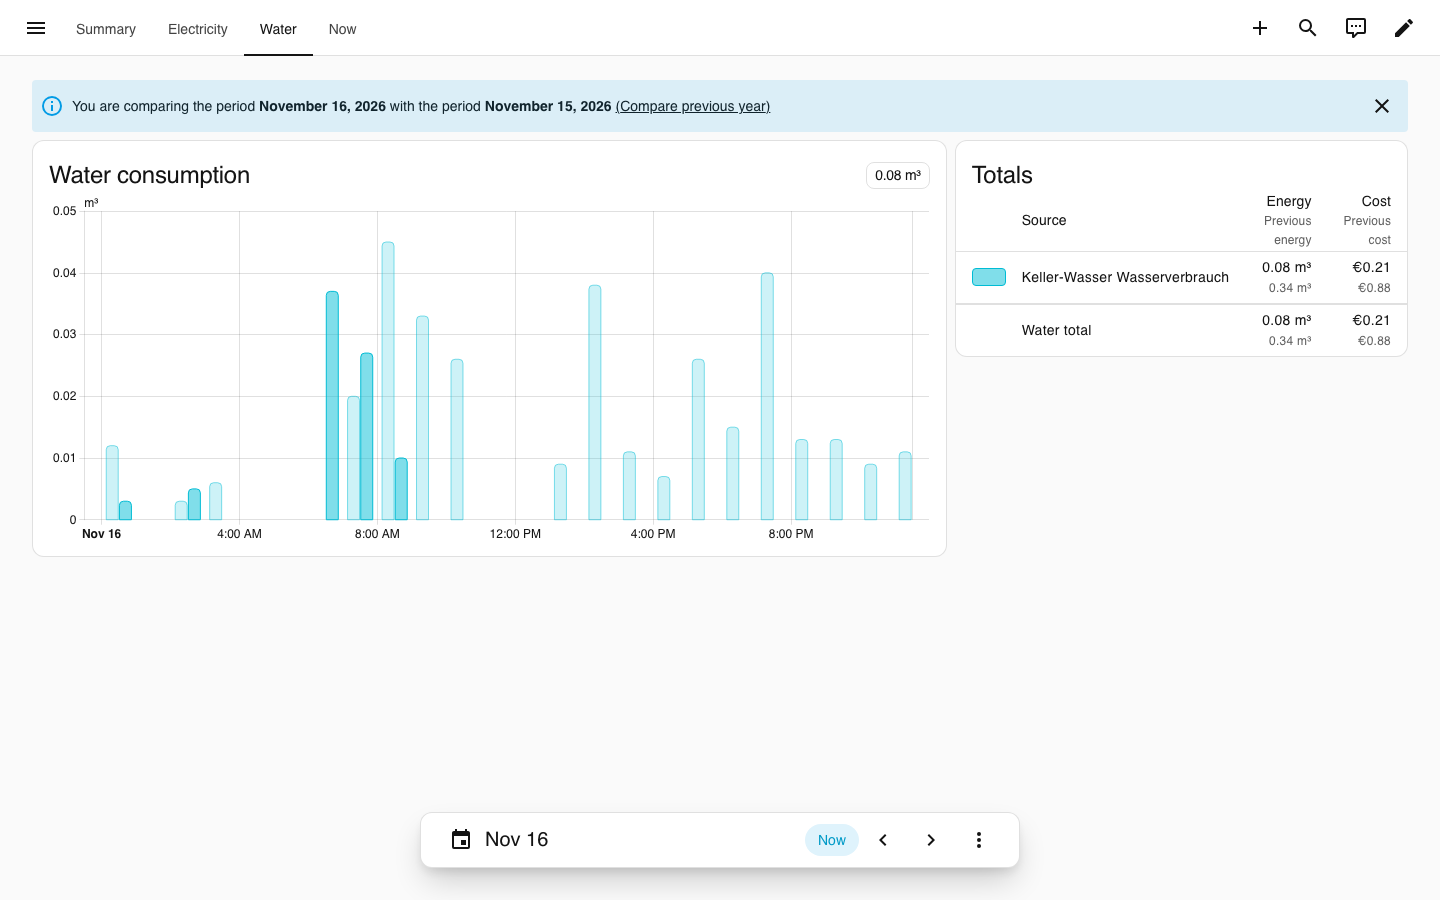 Summary
Electricity
Water
Now
You are comparing the period November 16, 2026 with the period November 15, 2026 (Compare previous year)
Water consumption
0.08 m³
m³
0.05
0.04
0.03
0.02
0.01
0
Nov 16
4:00 AM
8:00 AM
12:00 PM
4:00 PM
8:00 PM
Totals
Source
Energy
Previous
energy
Cost
Previous
cost
Keller-Wasser Wasserverbrauch
0.08 m³
0.34 m³
€0.21
€0.88
Water total
0.08 m³
0.34 m³
€0.21
€0.88
Nov 16
Now